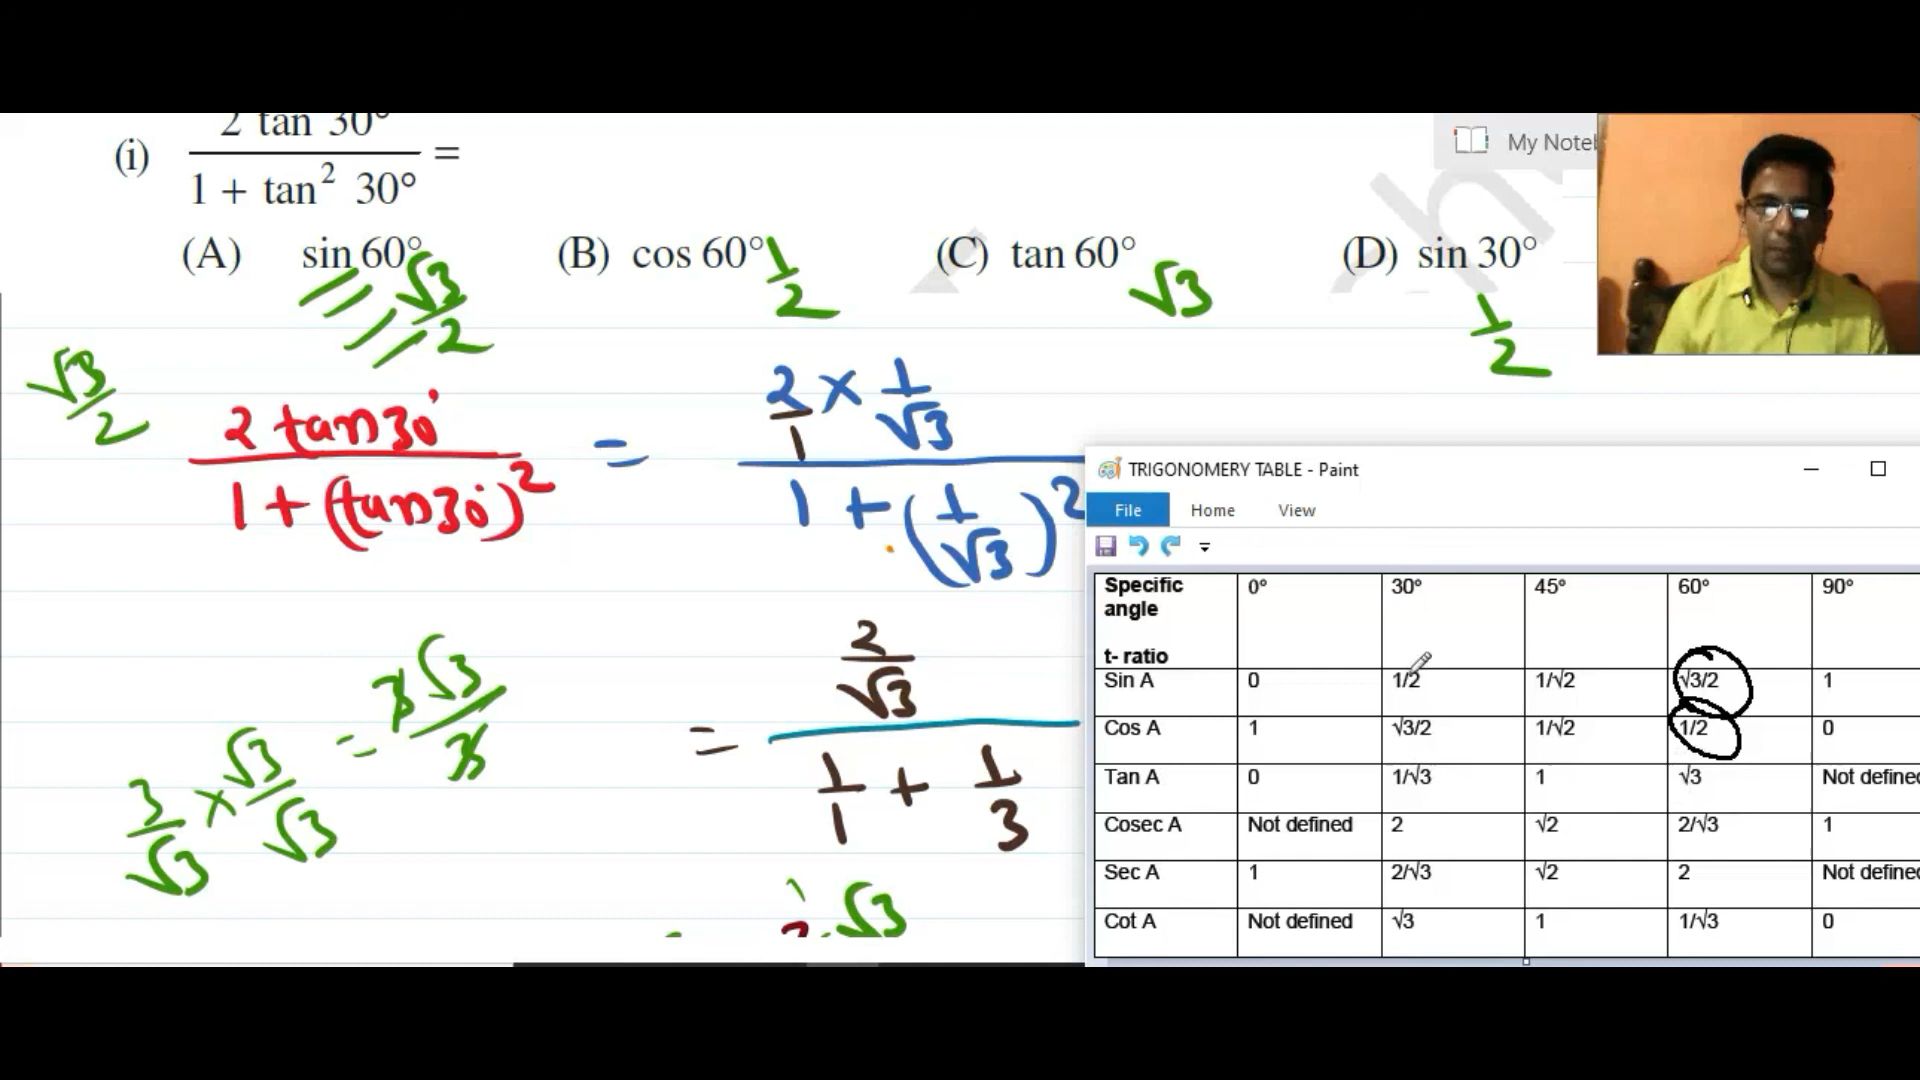 2 tan 30°
(i) 1 + tan² 30° =
My Noteb
(A) sin 60° (B) cos 60° (C) tan 60° (D) sin 30°
√3/2 1/2 √3 1/2
√3/2
2 tan30° / 1 + (tan30°)² = 2/1 × 1/√3 / 1 + (1/√3)²
TRIGONOMERY TABLE - Paint
File Home View
Specific angle 0° 30° 45° 60° 90°
t- ratio
Sin A 0 1/2 1/√2 √3/2 1
Cos A 1 √3/2 1/√2 1/2 0
Tan A 0 1/√3 1 √3 Not define
Cosec A Not defined 2 √2 2/√3 1
Sec A 1 2/√3 √2 2 Not define
Cot A Not defined √3 1 1/√3 0
= 2/√3 / 1/1 + 1/3
3/√3 × √3/√3 = 3√3/3
√3